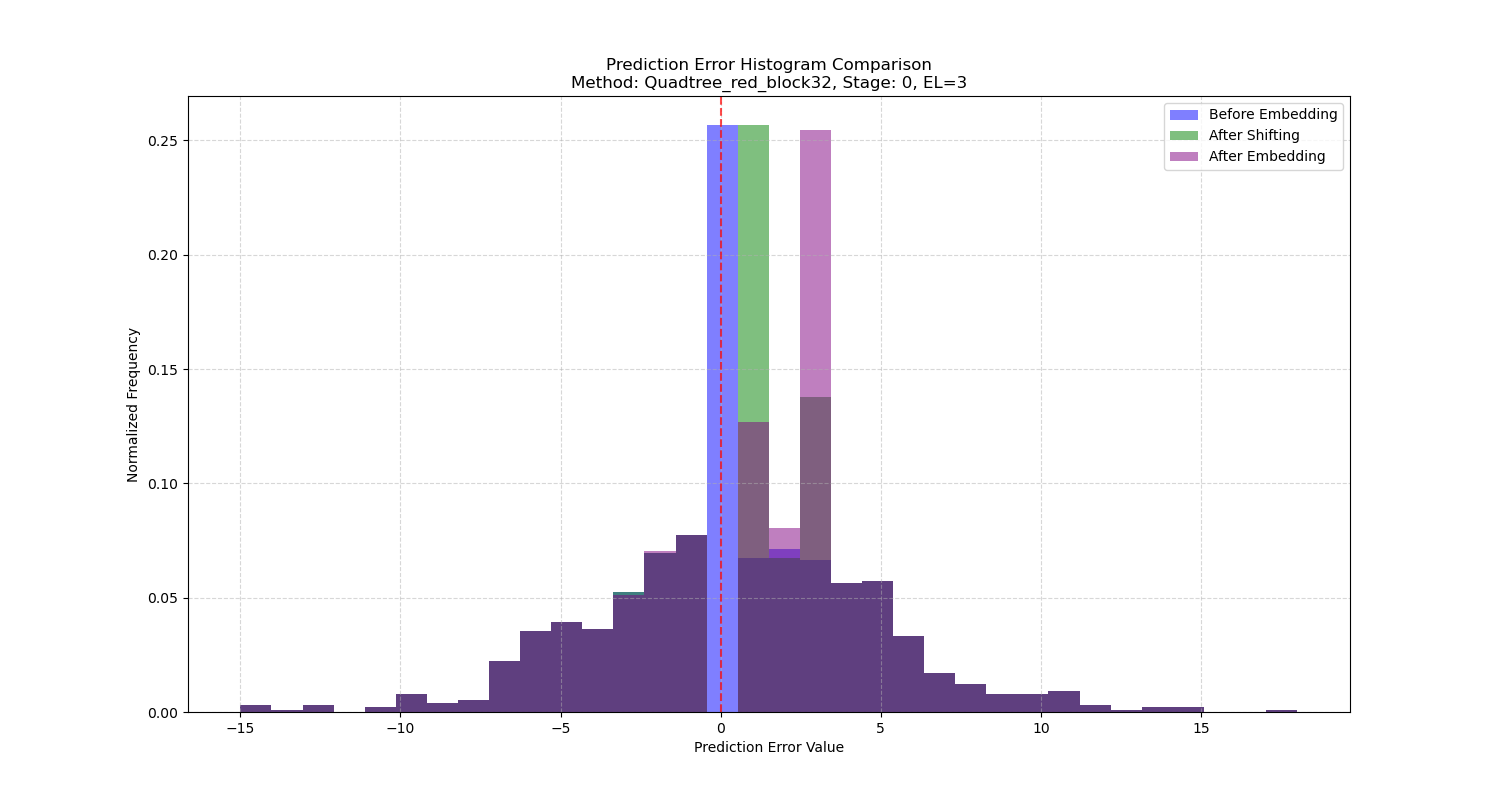 Prediction Error Histogram Comparison
Method: Quadtree_red_block32, Stage: 0, EL=3
Before Embedding
After Shifting
After Embedding
Normalized Frequency
0.25
0.20
0.15
0.10
0.05
0.00
−15
−10
−5
0
5
10
15
Prediction Error Value